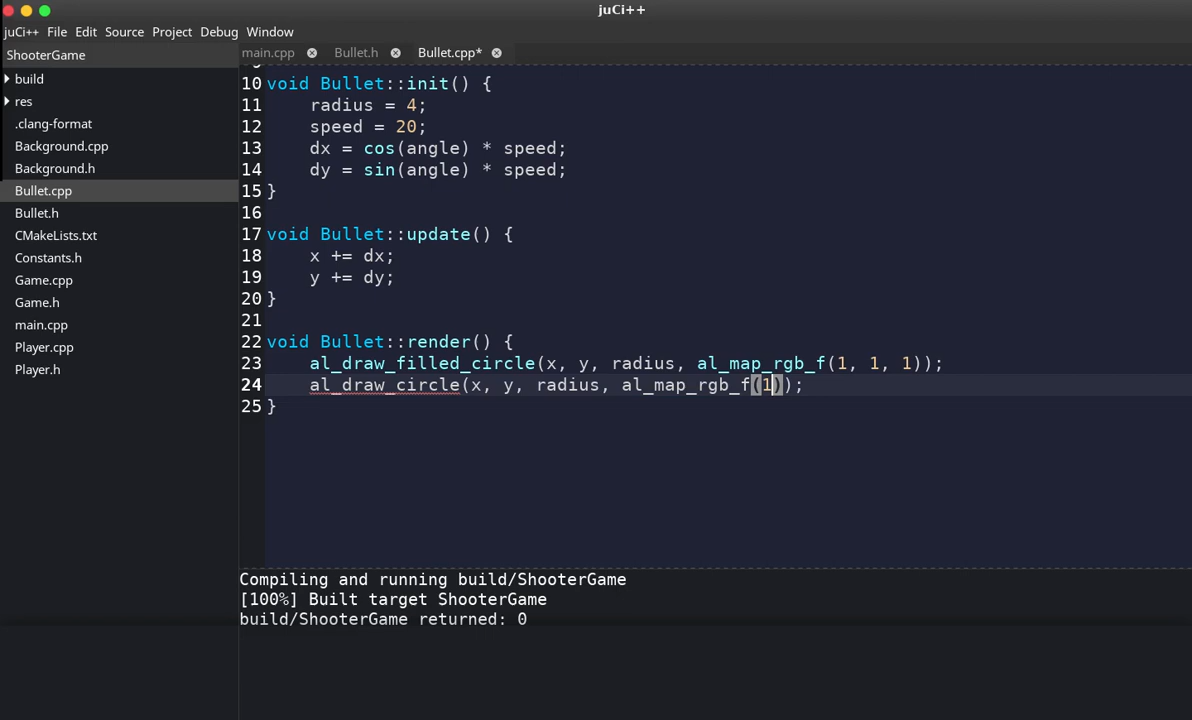 juCi++
juCi++ File Edit Source Project Debug Window
ShooterGame
build
res
.clang-format
Background.cpp
Background.h
Bullet.cpp
Bullet.h
CMakeLists.txt
Constants.h
Game.cpp
Game.h
main.cpp
Player.cpp
Player.h
main.cpp Bullet.h Bullet.cpp*
10 void Bullet::init() {
11 radius = 4;
12 speed = 20;
13 dx = cos(angle) * speed;
14 dy = sin(angle) * speed;
15 }
16
17 void Bullet::update() {
18 x += dx;
19 y += dy;
20 }
21
22 void Bullet::render() {
23 al_draw_filled_circle(x, y, radius, al_map_rgb_f(1, 1, 1));
24 al_draw_circle(x, y, radius, al_map_rgb_f(1));
25 }
Compiling and running build/ShooterGame
[100%] Built target ShooterGame
build/ShooterGame returned: 0